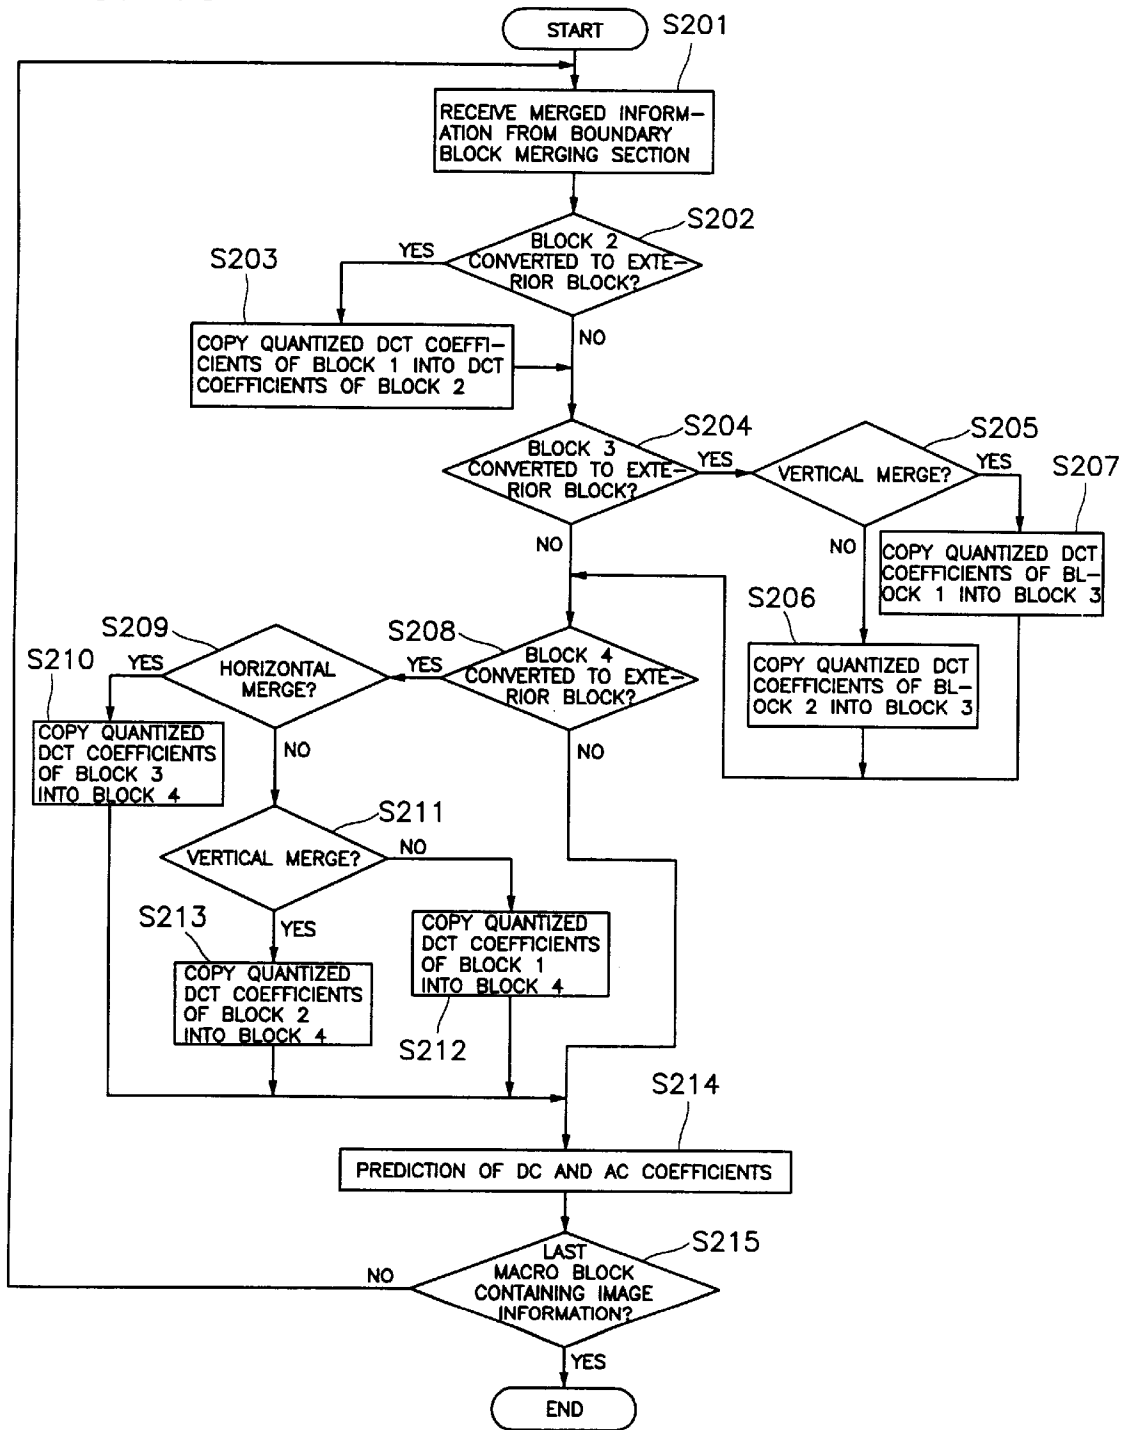 START
S201
RECEIVE MERGED INFORM-
ATION FROM BOUNDARY
BLOCK MERGING SECTION
S202
BLOCK 2
CONVERTED TO EXTE-
RIOR BLOCK?
YES
S203
NO
COPY QUANTIZED DCT COEFFI-
CIENTS OF BLOCK 1 INTO DCT
COEFFICIENTS OF BLOCK 2
S204
BLOCK 3
CONVERTED TO EXTE-
RIOR BLOCK?
YES
S205
VERTICAL MERGE?
YES
S207
NO
NO
COPY QUANTIZED DCT
COEFFICIENTS OF BL-
OCK 1 INTO BLOCK 3
S206
COPY QUANTIZED DCT
COEFFICIENTS OF BL-
OCK 2 INTO BLOCK 3
S208
BLOCK 4
CONVERTED TO EXTE-
RIOR BLOCK?
YES
NO
S209
HORIZONTAL
MERGE?
YES
NO
S210
COPY QUANTIZED
DCT COEFFICIENTS
OF BLOCK 3
INTO BLOCK 4
S211
VERTICAL MERGE?
NO
YES
S213
COPY QUANTIZED
DCT COEFFICIENTS
OF BLOCK 2
INTO BLOCK 4
COPY QUANTIZED
DCT COEFFICIENTS
OF BLOCK 1
INTO BLOCK 4
S212
S214
PREDICTION OF DC AND AC COEFFICIENTS
S215
LAST
MACRO BLOCK
CONTAINING IMAGE
INFORMATION?
NO
YES
END